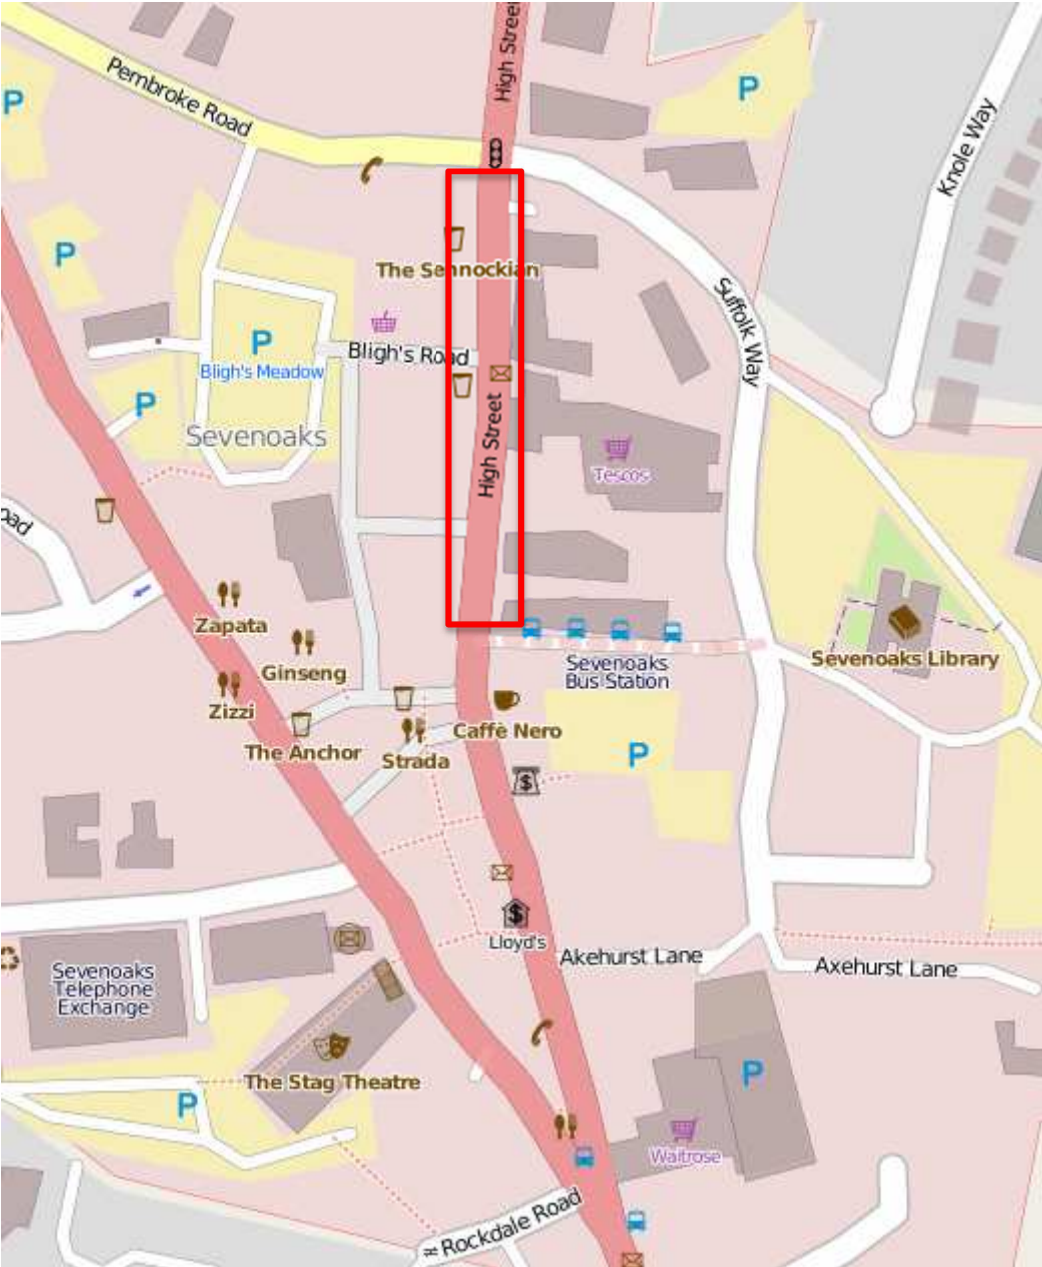 High Street
Pembroke Road
P
P
Knole Way
P
The Sennockian
Suffolk Way
P
Bligh's Road
Bligh's Meadow
P
Sevenoaks
High Street
Tescos
oad
Zapata
Ginseng
Sevenoaks
Bus Station
Sevenoaks Library
Zizzi
The Anchor
Strada
Caffè Nero
P
$
$
Lloyd's
Akehurst Lane
Axehurst Lane
Sevenoaks
Telephone
Exchange
The Stag Theatre
P
P
Waitrose
Rockdale Road